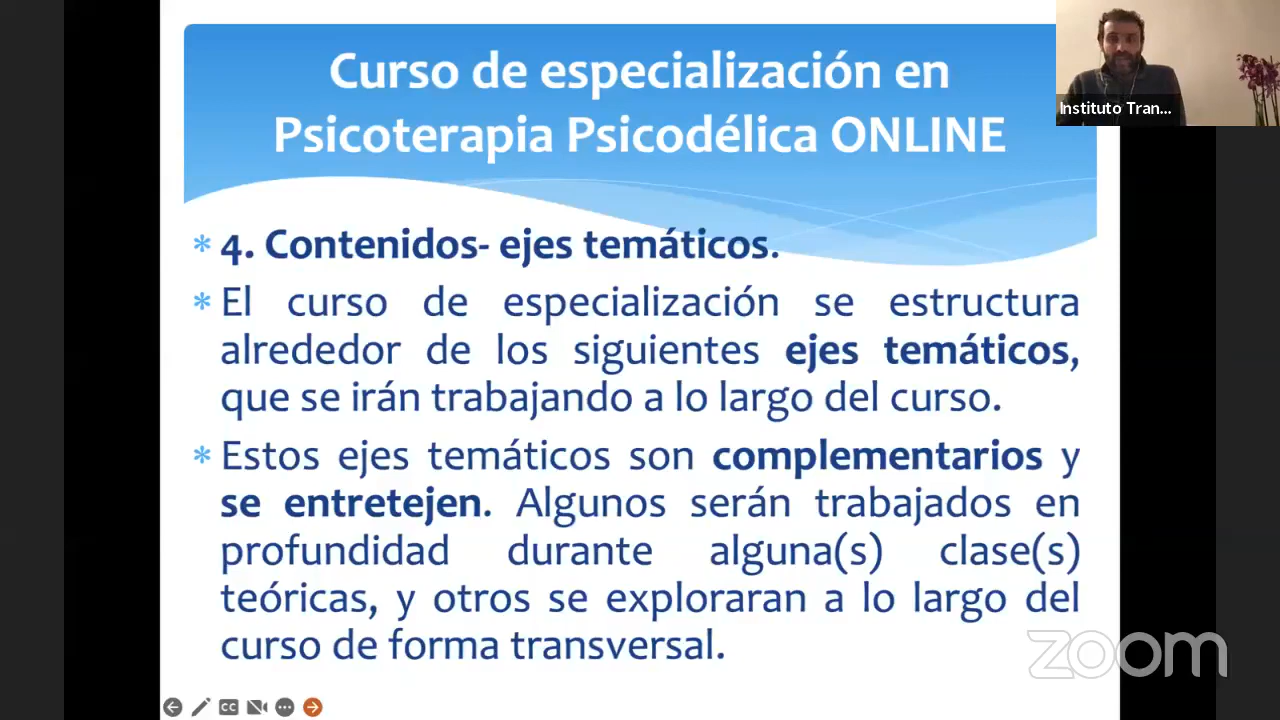 Curso de especialización en
Psicoterapia Psicodélica ONLINE
Instituto Tran...
* 4. Contenidos- ejes temáticos.
* El curso de especialización se estructura
alrededor de los siguientes ejes temáticos,
que se irán trabajando a lo largo del curso.
* Estos ejes temáticos son complementarios y
se entretejen. Algunos serán trabajados en
profundidad durante alguna(s) clase(s)
teóricas, y otros se exploraran a lo largo del
curso de forma transversal.
zoom
CC